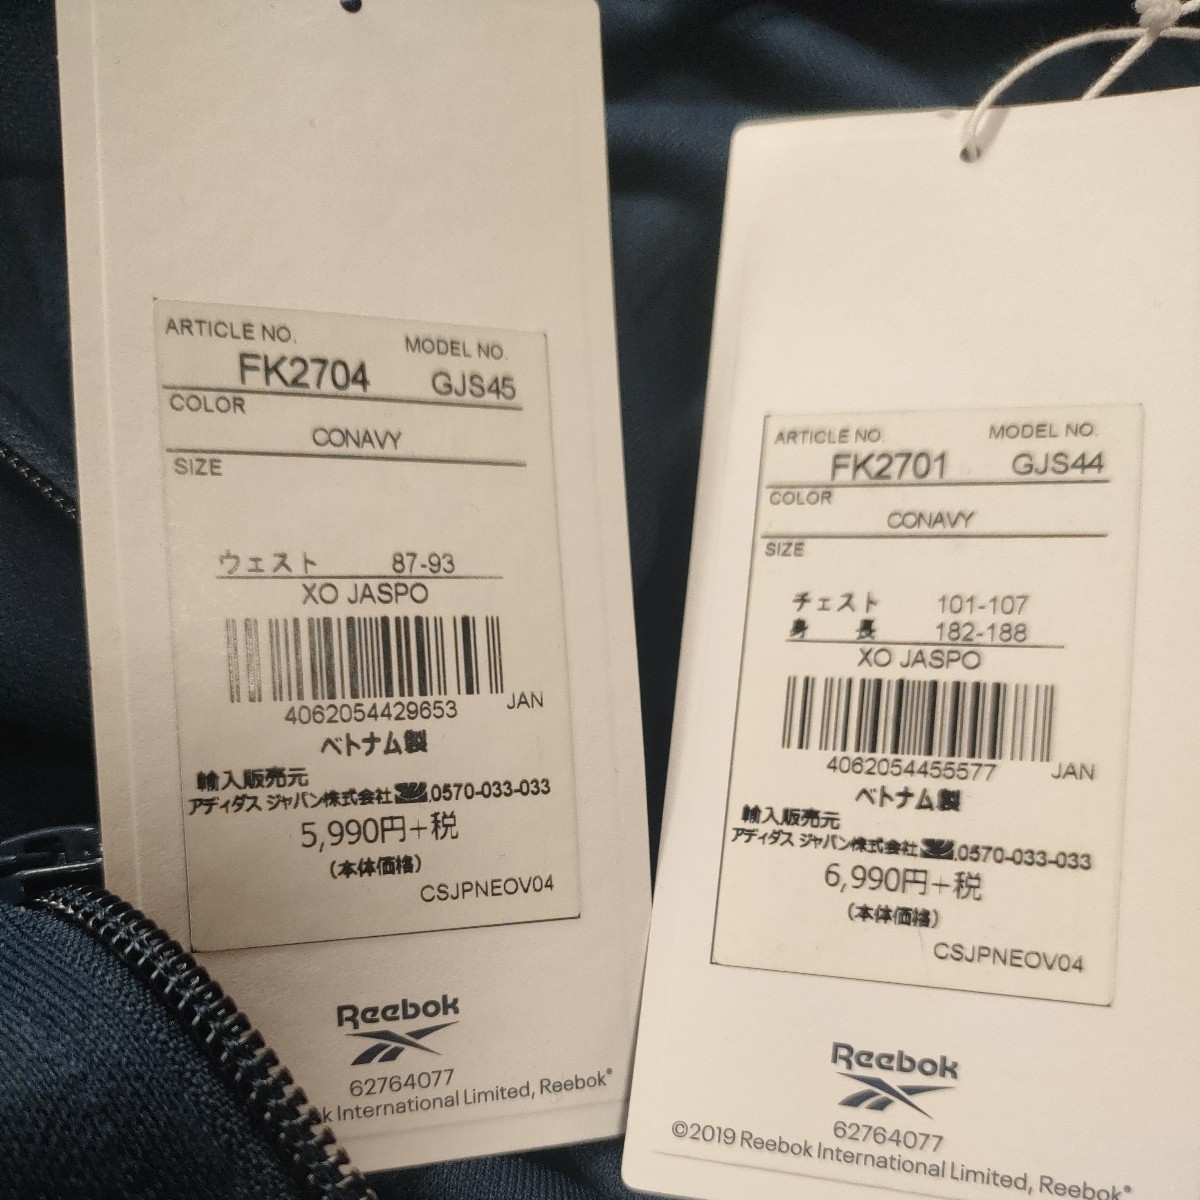 ARTICLE NO. MODEL NO.
FK2704 GJS45
COLOR
CONAVY
SIZE
ウェスト 87-93
XO JASPO
4062054429653 JAN
ベトナム製
輸入販売元
アディダス ジャパン株式会社 0570-033-033
5,990円+税
(本体価格)
CSJPNEOV04
Reebok
62764077
k International Limited, Reebok®
ARTICLE NO. MODEL NO.
FK2701 GJS44
COLOR
CONAVY
SIZE
チェスト 101-107
身 長 182-188
XO JASPO
4062054455577 JAN
ベトナム製
輸入販売元
アディダス ジャパン株式会社 0570-033-033
6,990円+税
(本体価格)
CSJPNEOV04
Reebok
62764077
©2019 Reebok International Limited, Reebok®